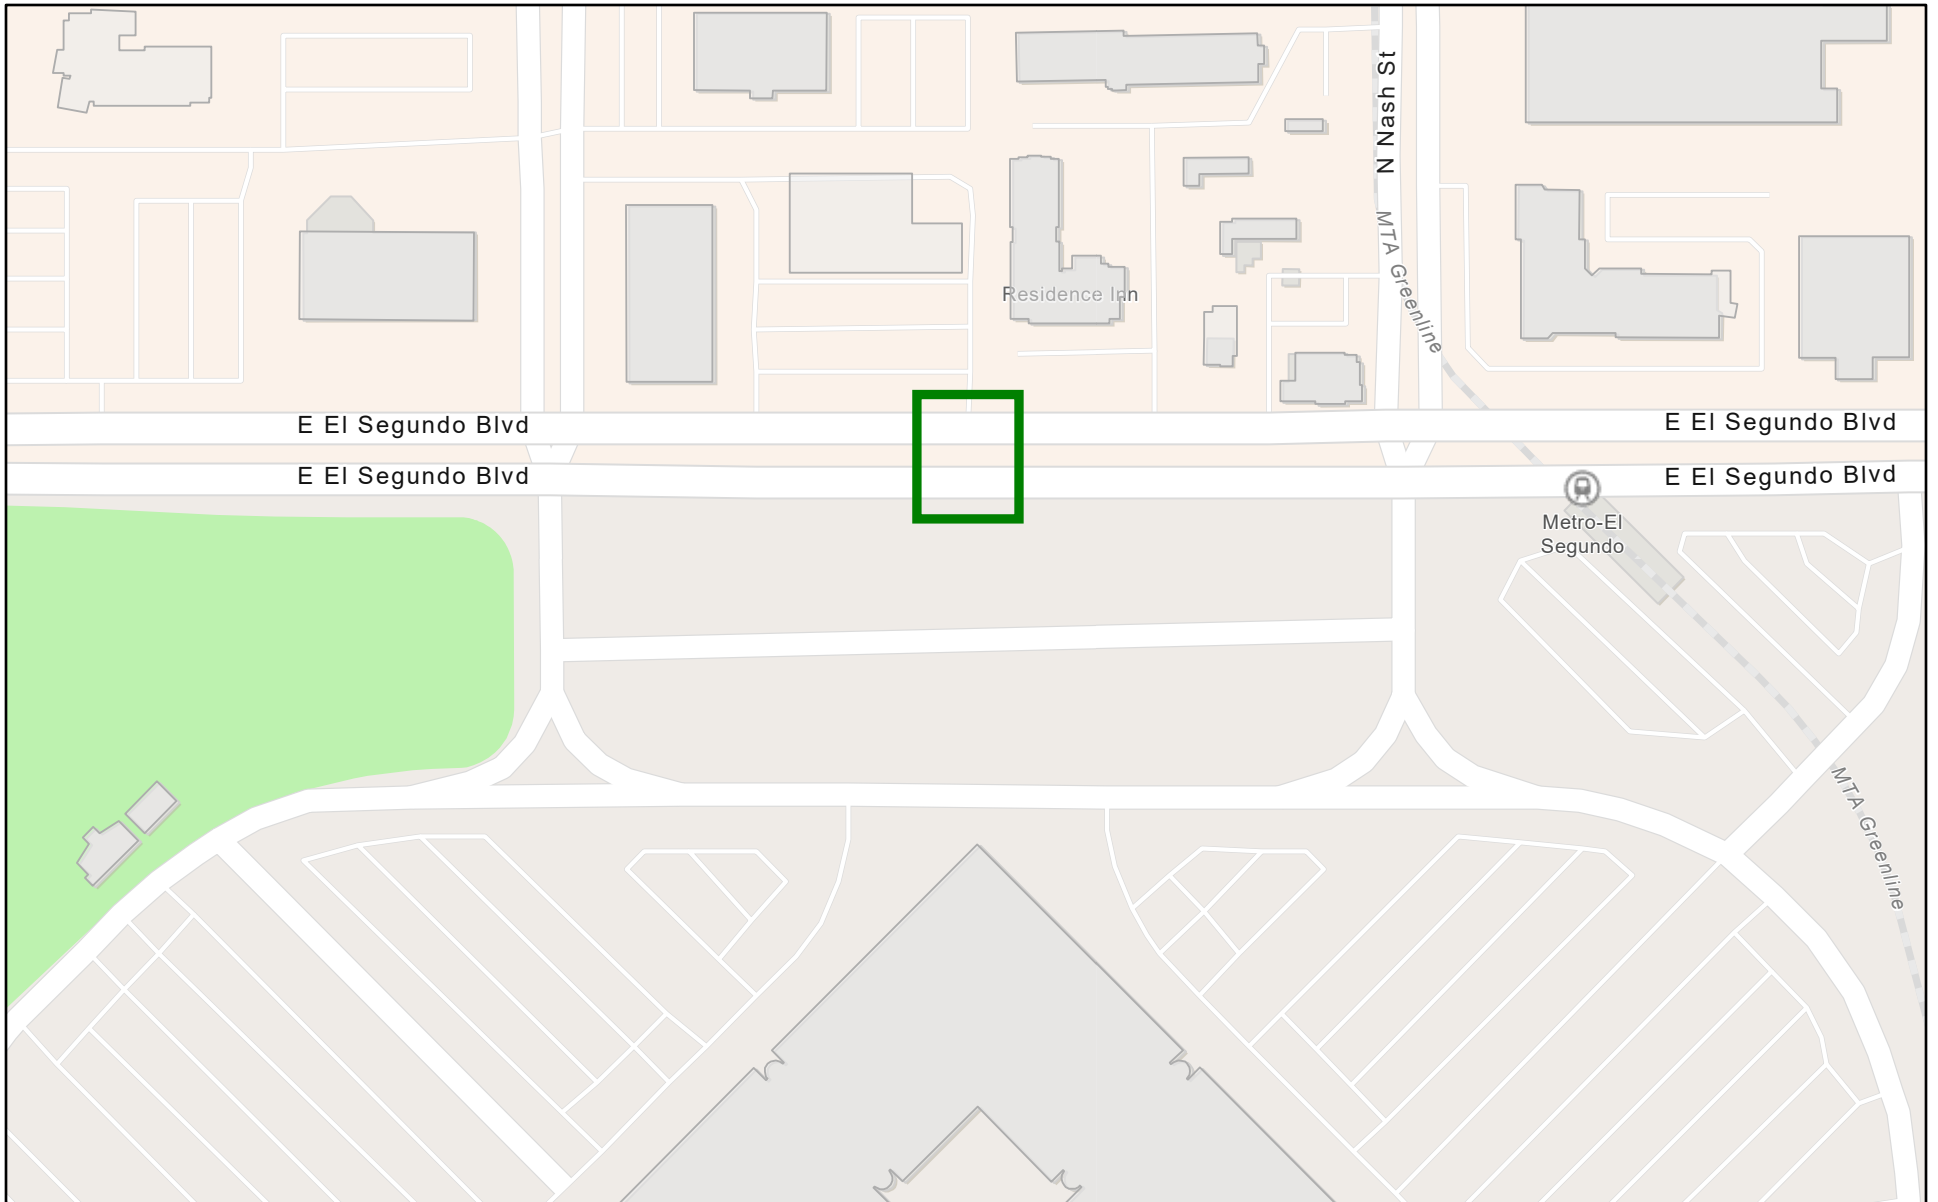 N Nash St
MTA Greenline
Residence Inn
E El Segundo Blvd
E El Segundo Blvd
E El Segundo Blvd
E El Segundo Blvd
Metro-El
Segundo
MTA Greenline